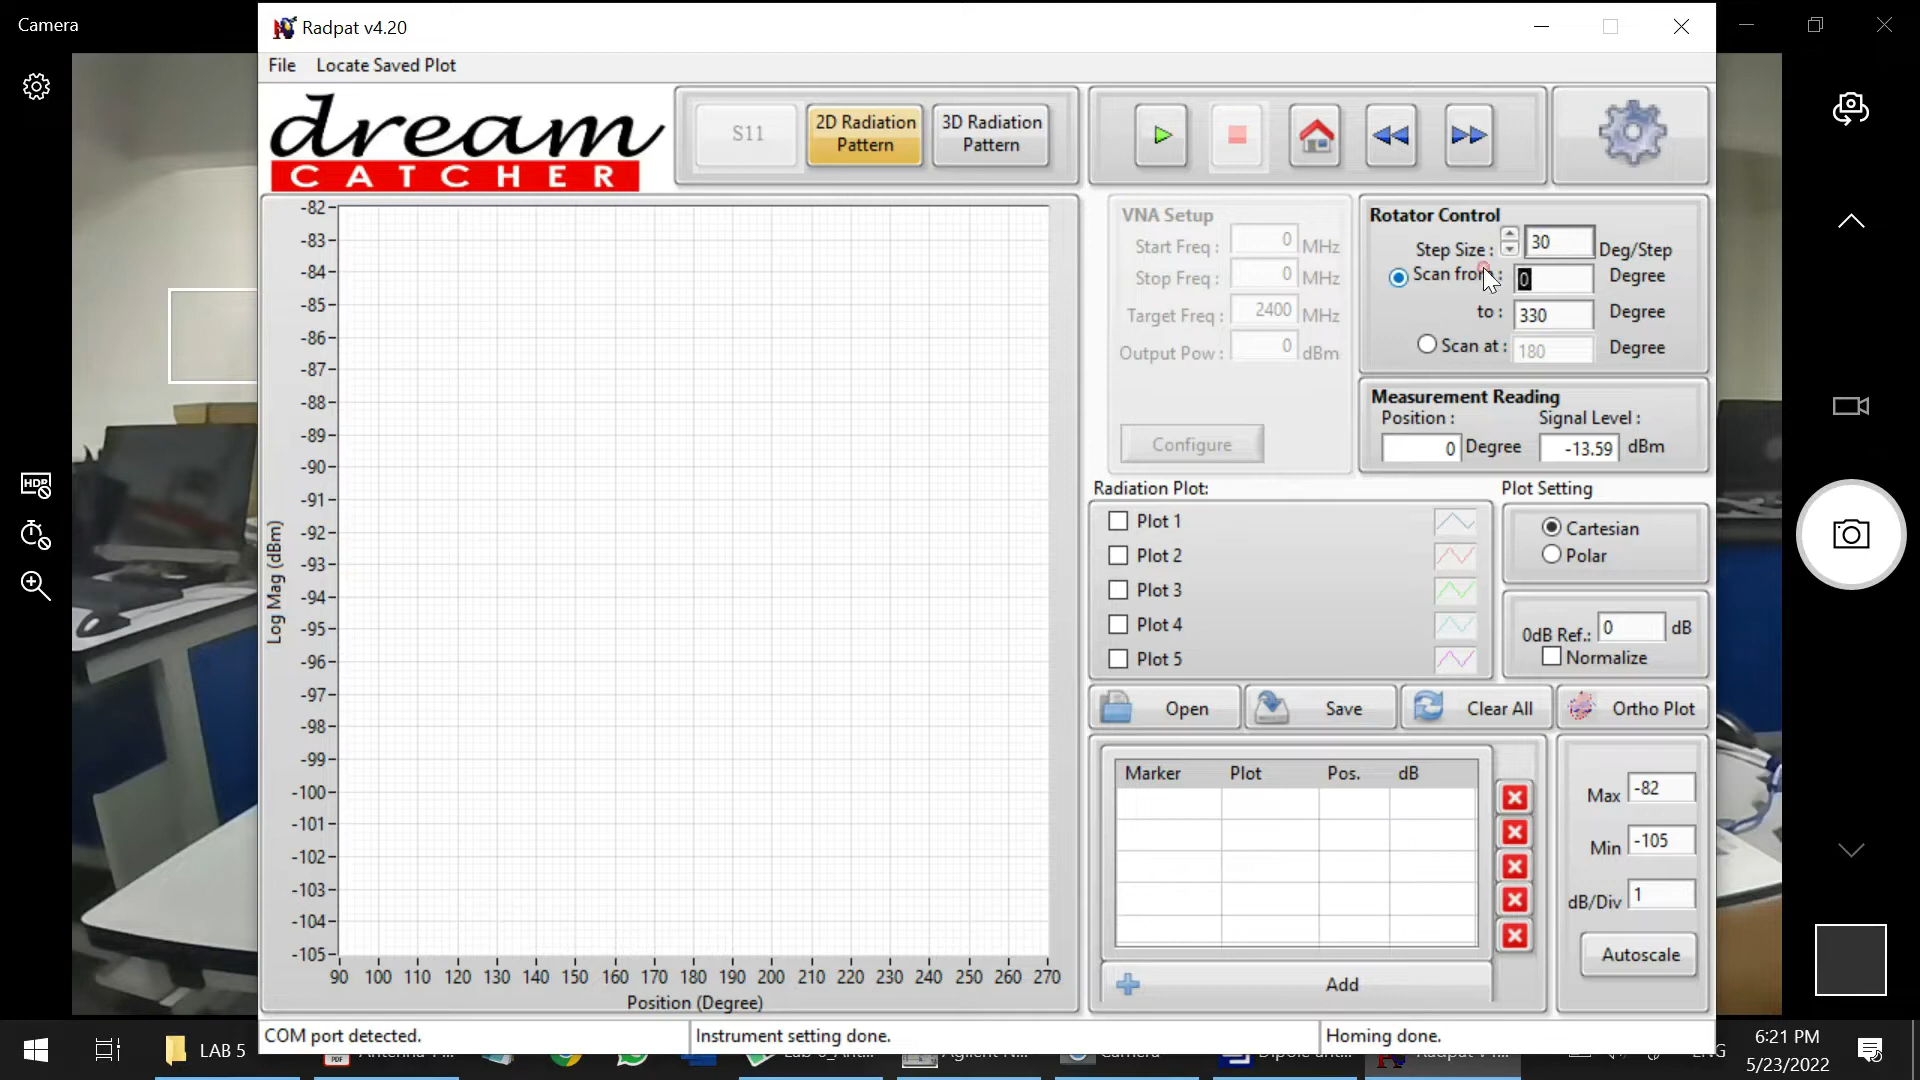 Camera
Radpat v4.20
File
Locate Saved Plot
dream
CATCHER
S11
2D Radiation
Pattern
3D Radiation
Pattern
VNA Setup
Start Freq : 0 MHz
Stop Freq : 0 MHz
Target Freq : 2400 MHz
Output Pow : 0 dBm
Configure
Rotator Control
Step Size : 30 Deg/Step
Scan from : 0 Degree
to : 330 Degree
Scan at : 180 Degree
Measurement Reading
Position :
Signal Level :
0 Degree
-13.59 dBm
Radiation Plot:
Plot 1
Plot 2
Plot 3
Plot 4
Plot 5
Plot Setting
Cartesian
Polar
0dB Ref.: 0 dB
Normalize
Open
Save
Clear All
Ortho Plot
Marker Plot Pos. dB
Add
Max -82
Min -105
dB/Div 1
Autoscale
Log Mag (dBm)
-82
-83
-84
-85
-86
-87
-88
-89
-90
-91
-92
-93
-94
-95
-96
-97
-98
-99
-100
-101
-102
-103
-104
-105
90 100 110 120 130 140 150 160 170 180 190 200 210 220 230 240 250 260 270
Position (Degree)
COM port detected.
Instrument setting done.
Homing done.
LAB 5
PDF
6:21 PM
5/23/2022